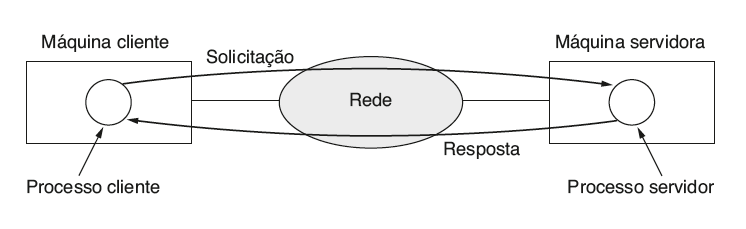 Máquina cliente
Máquina servidora
Solicitação
Rede
Resposta
Processo cliente
Processo servidor